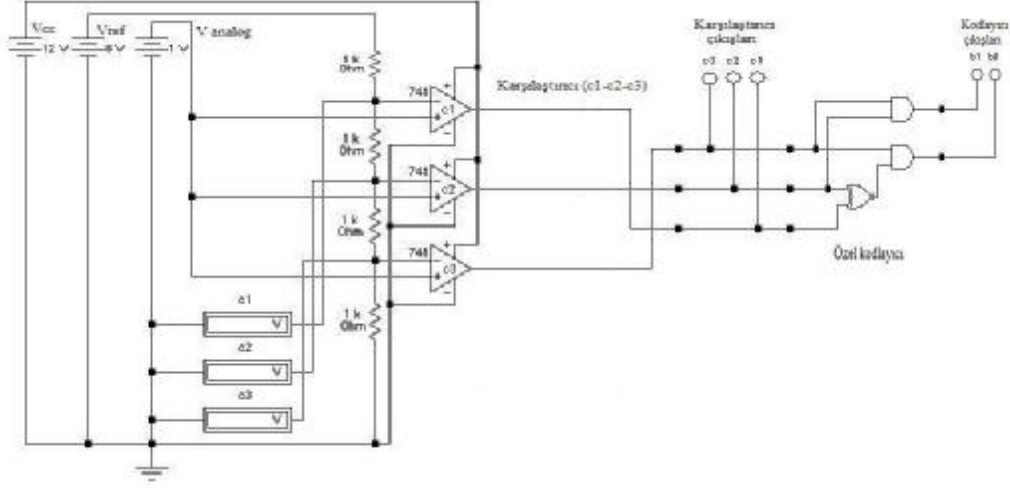 Vcc
Vref
V analog
12 V
1 V
1 k
Ohm
Karşılaştırıcı
çıkışları
c3 c2 c1
Kodlayıcı
çıkışları
b1 b0
741
c1
Karşılaştırıcı (c1-c2-c3)
Ohm
741
c2
1 k
Ohm
741
c3
Özel kodlayıcı
1 k
Ohm
c1
V
c2
V
c3
V